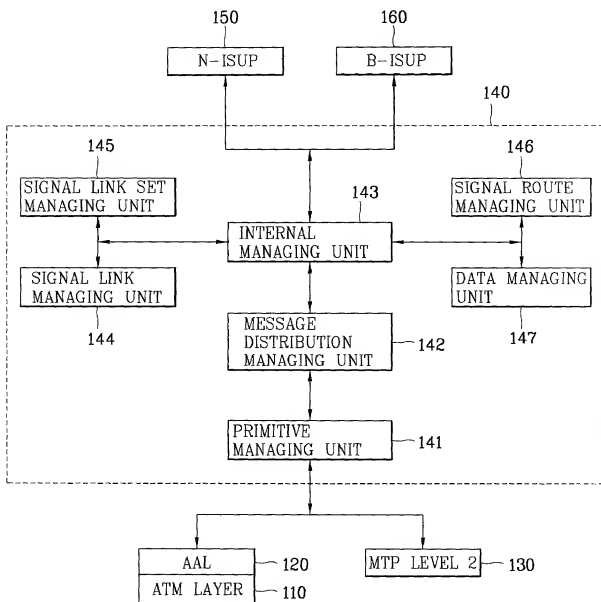 150
160
N-ISUP
B-ISUP
140
145
146
SIGNAL LINK SET
MANAGING UNIT
143
SIGNAL ROUTE
MANAGING UNIT
INTERNAL
MANAGING UNIT
SIGNAL LINK
MANAGING UNIT
DATA MANAGING
UNIT
144
147
MESSAGE
DISTRIBUTION
MANAGING UNIT
142
PRIMITIVE
MANAGING UNIT
141
AAL
120
MTP LEVEL 2
130
ATM LAYER
110